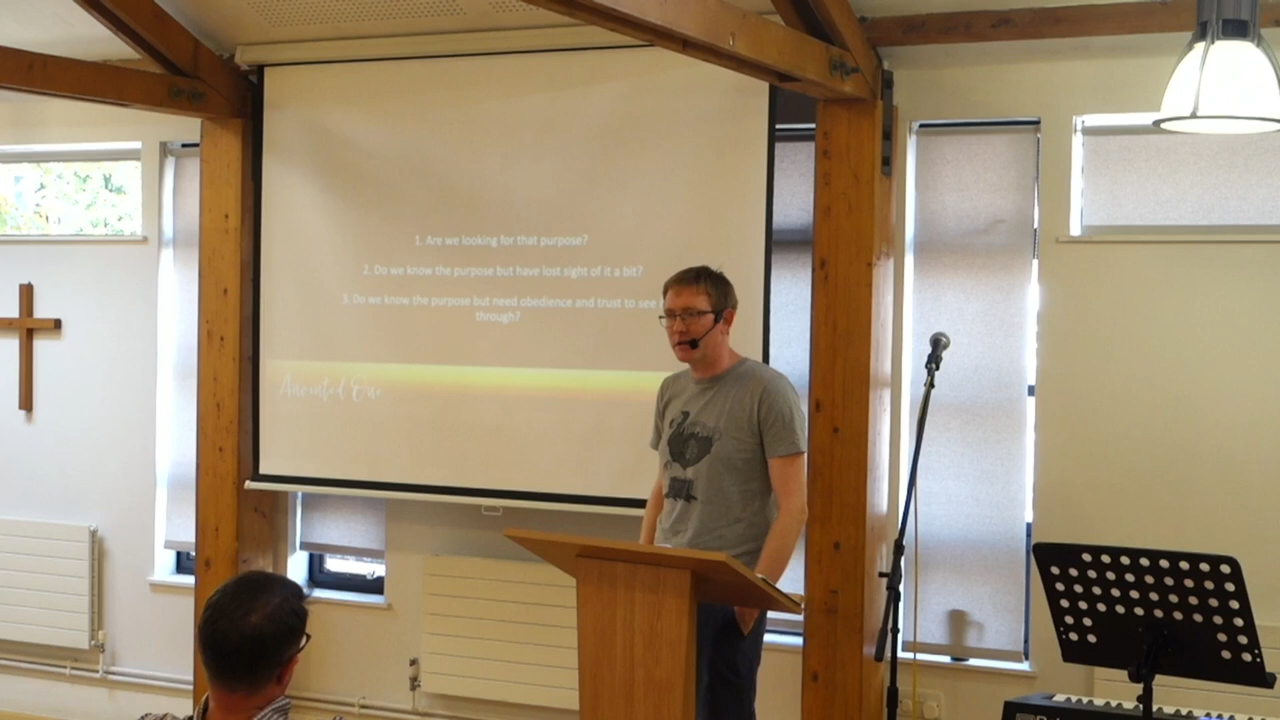 1. Are we looking for that purpose?
2. Do we know the purpose but have lost sight of it a bit?
3. Do we know the purpose but need obedience and trust to see
through?
Anointed One